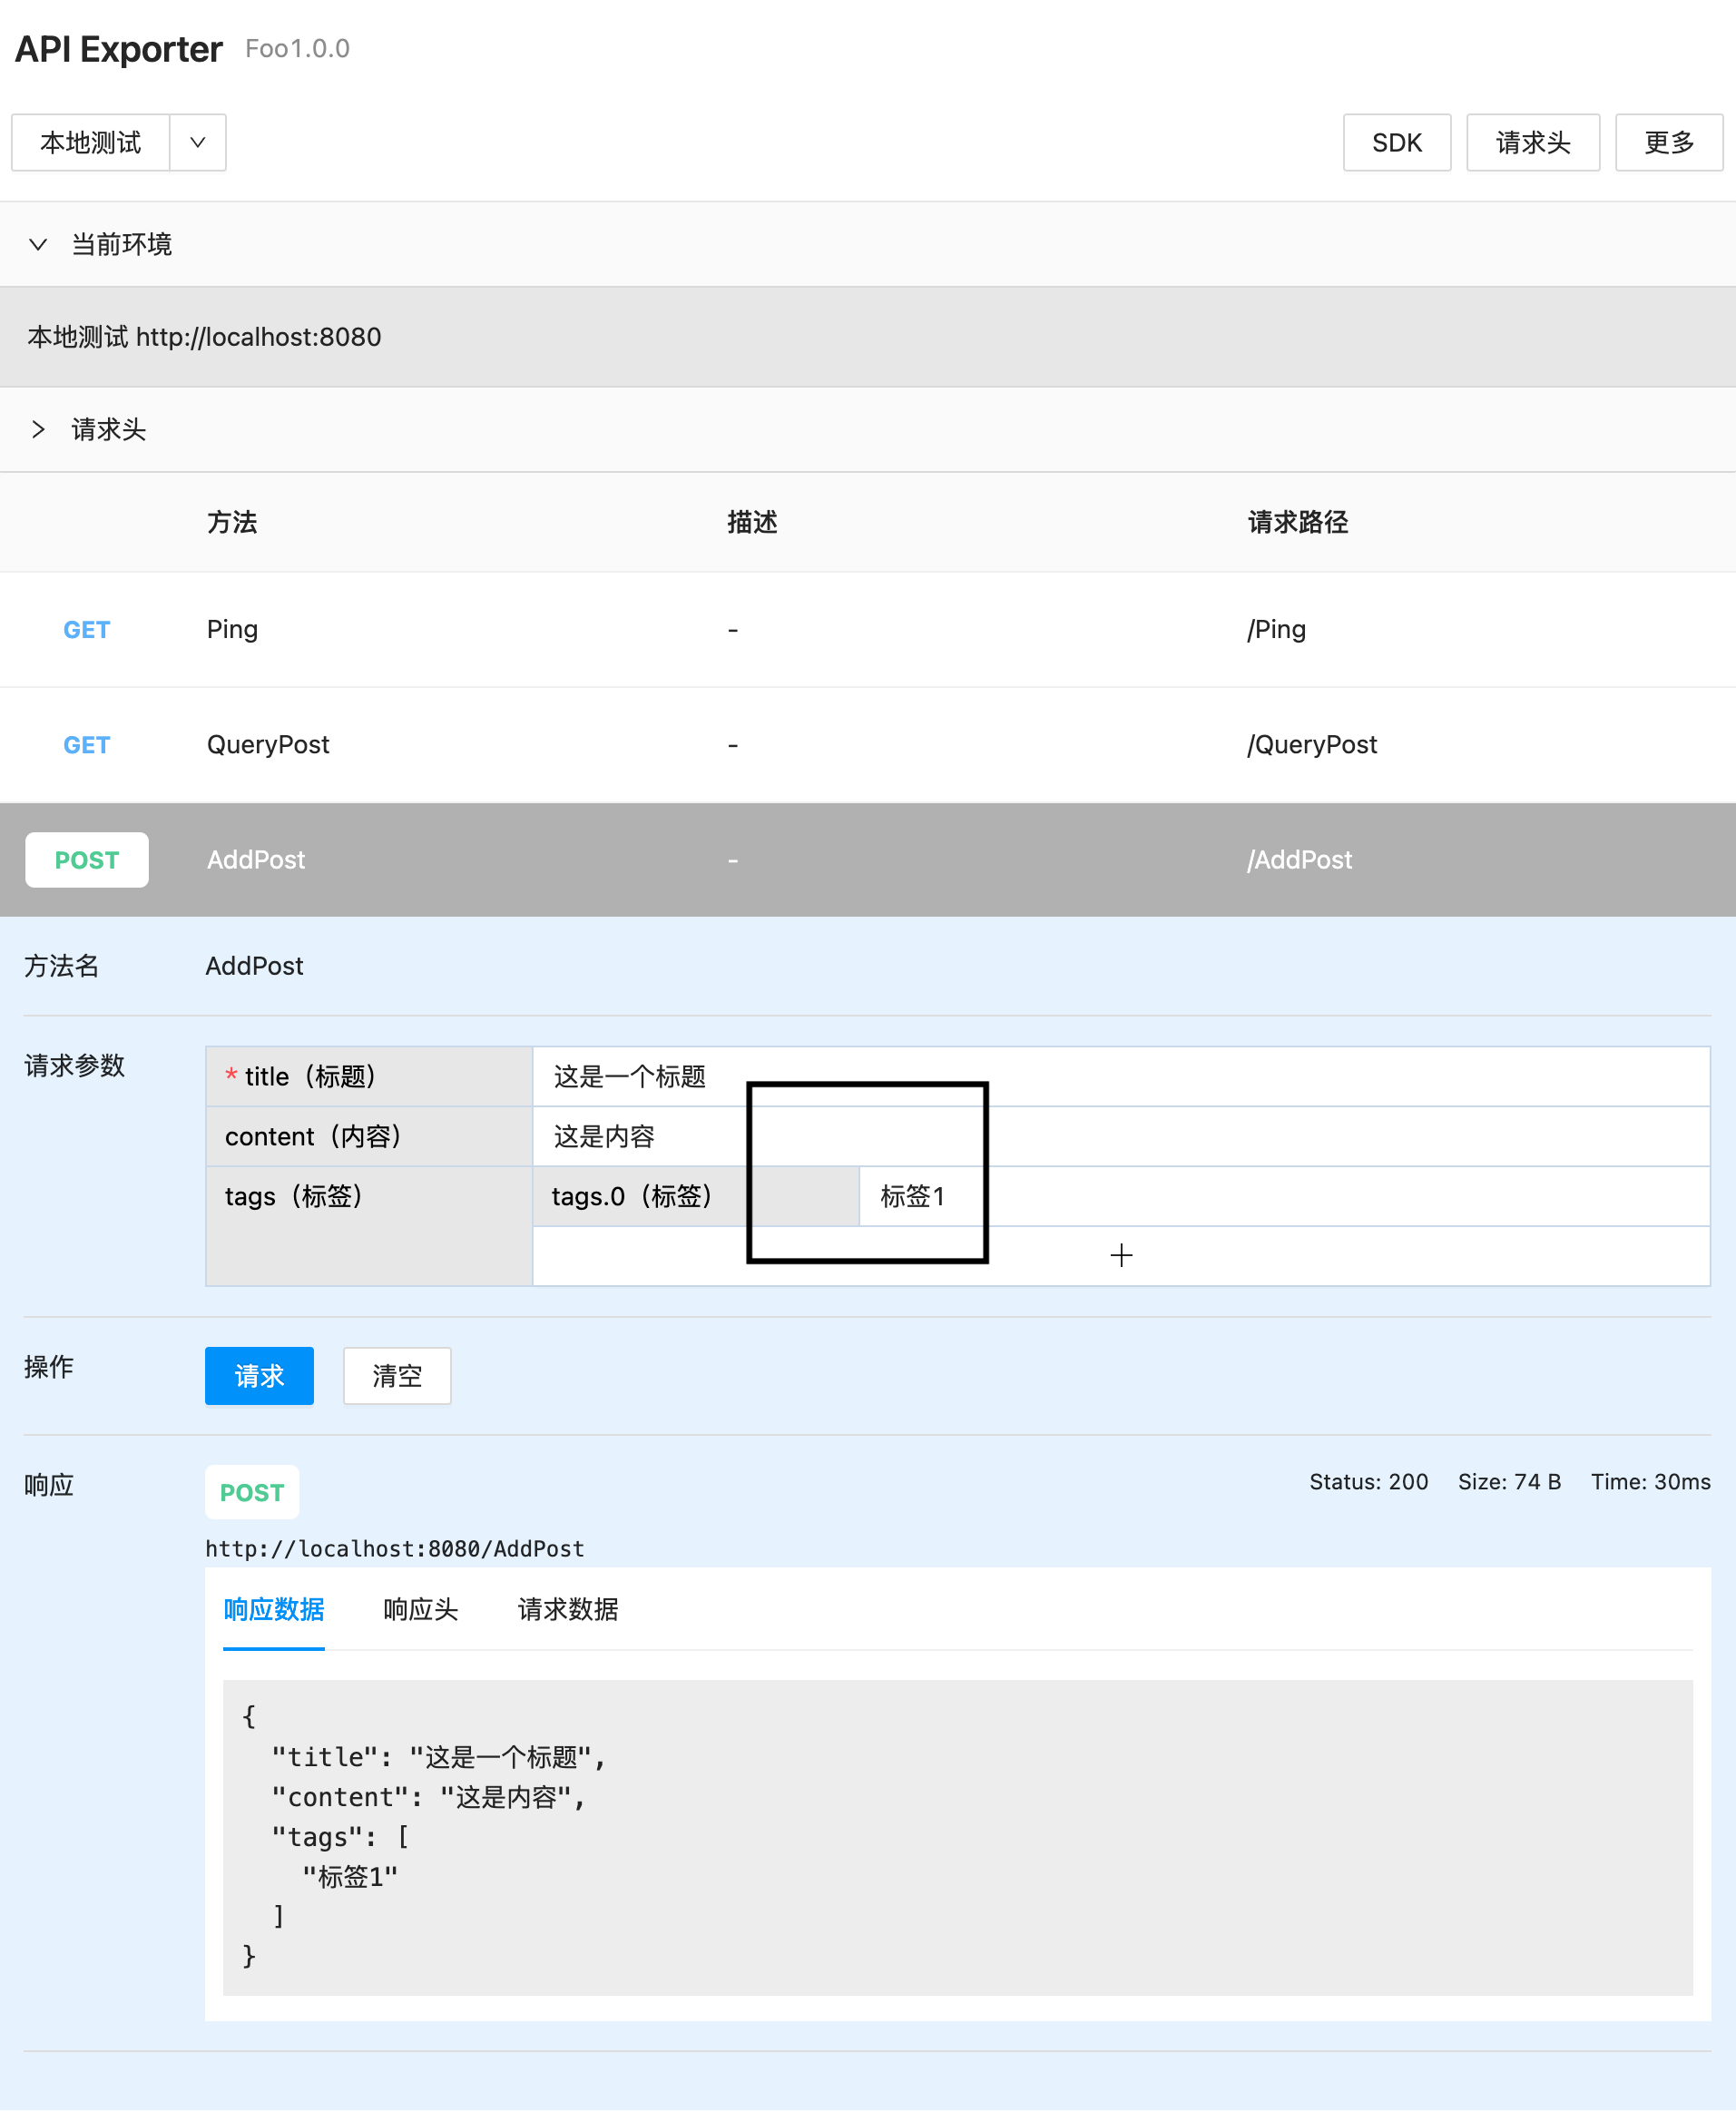 API Exporter Foo1.0.0
本地测试 SDK 请求头 更多
当前环境
本地测试 http://localhost:8080
请求头
方法 描述 请求路径
GET Ping - /Ping
GET QueryPost - /QueryPost
POST AddPost - /AddPost
方法名 AddPost
请求参数 * title（标题） 这是一个标题
content（内容） 这是内容
tags（标签） tags.0（标签） 标签1
操作 请求 清空
响应 POST Status: 200 Size: 74 B Time: 30ms
http://localhost:8080/AddPost
响应数据 响应头 请求数据
{
"title": "这是一个标题",
"content": "这是内容",
"tags": [
"标签1"
]
}